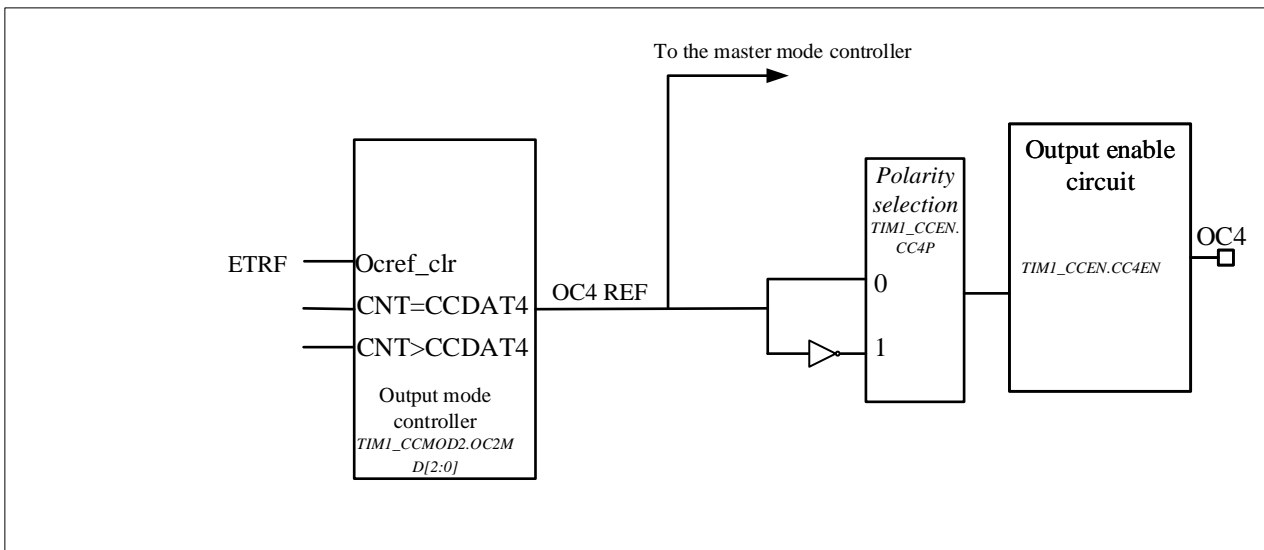 To the master mode controller
Output enable
circuit
Polarity
selection
TIM1_CCEN.
CC4P
OC4
ETRF
Ocref_clr
TIM1_CCEN.CC4EN
0
OC4 REF
CNT=CCDAT4
CNT>CCDAT4
1
Output mode
controller
TIM1_CCMOD2.OC2M
D[2:0]